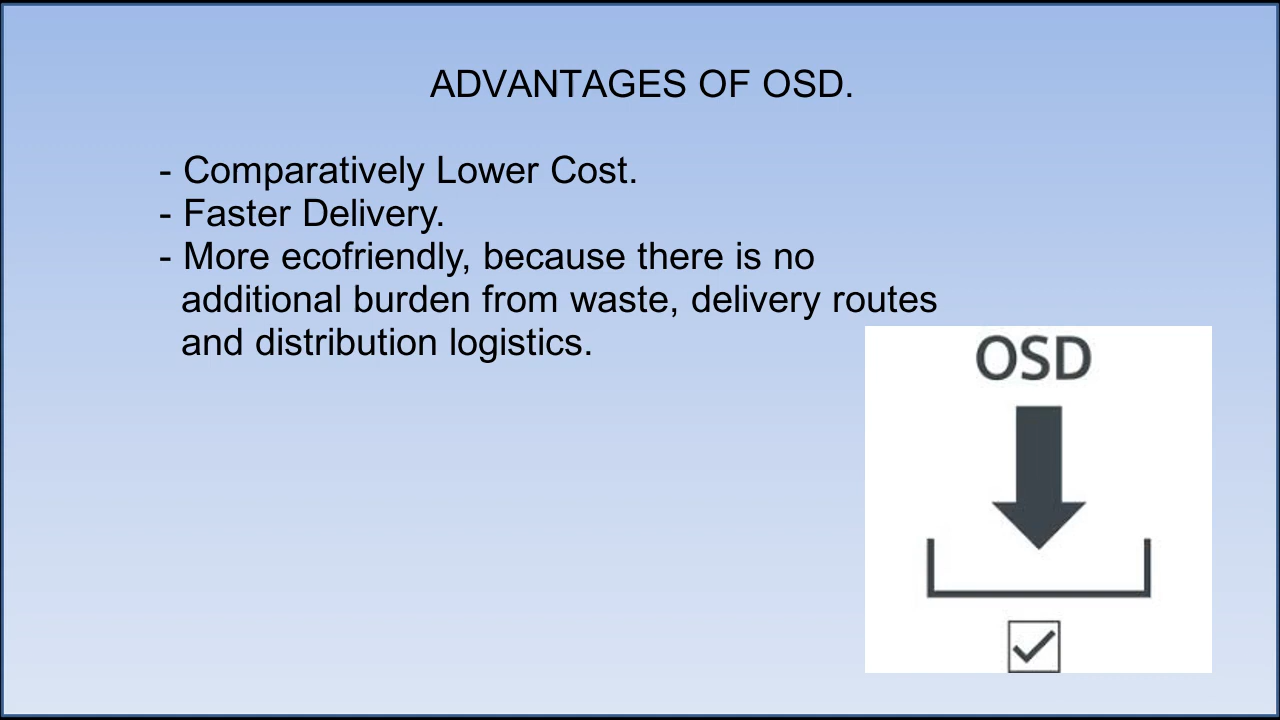 ADVANTAGES OF OSD.
- Comparatively Lower Cost.
- Faster Delivery.
- More ecofriendly, because there is no
additional burden from waste, delivery routes
and distribution logistics.
OSD